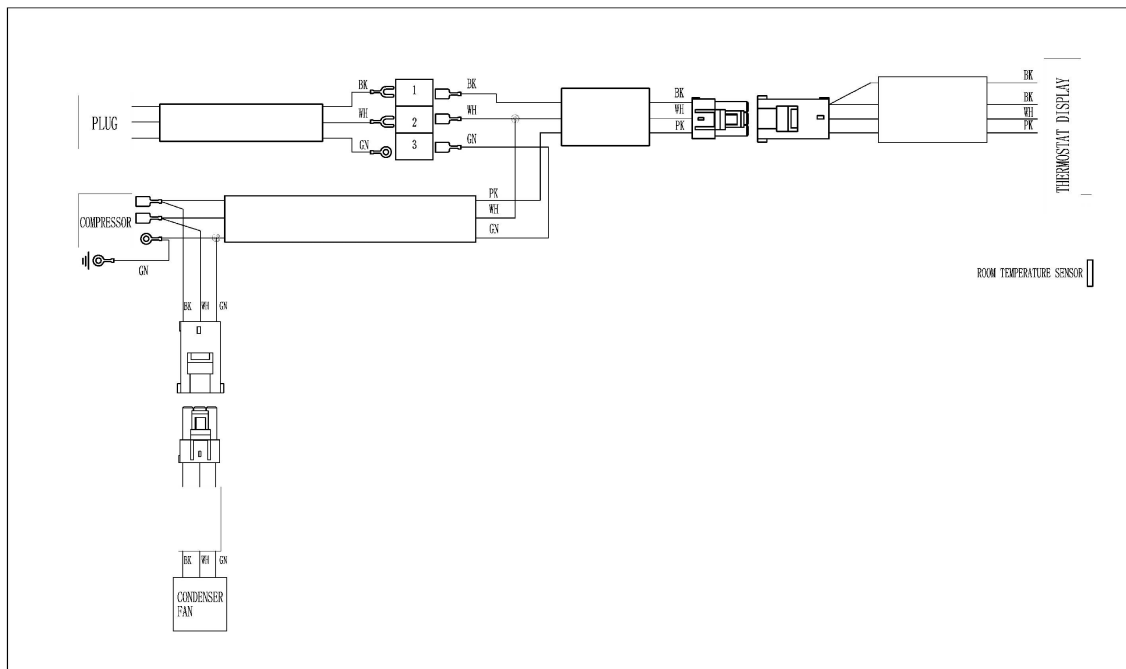 BK
BK
BK
BK
BK
1
PLUG
WH
2
WH
WH
WH
GN
3
GN
PK
PK
THERMOSTAT DISPLAY
PK
COMPRESSOR
WH
GN
GN
ROOM TEMPERATURE SENSOR
BK WH GN
BK WH GN
CONDENSER
FAN